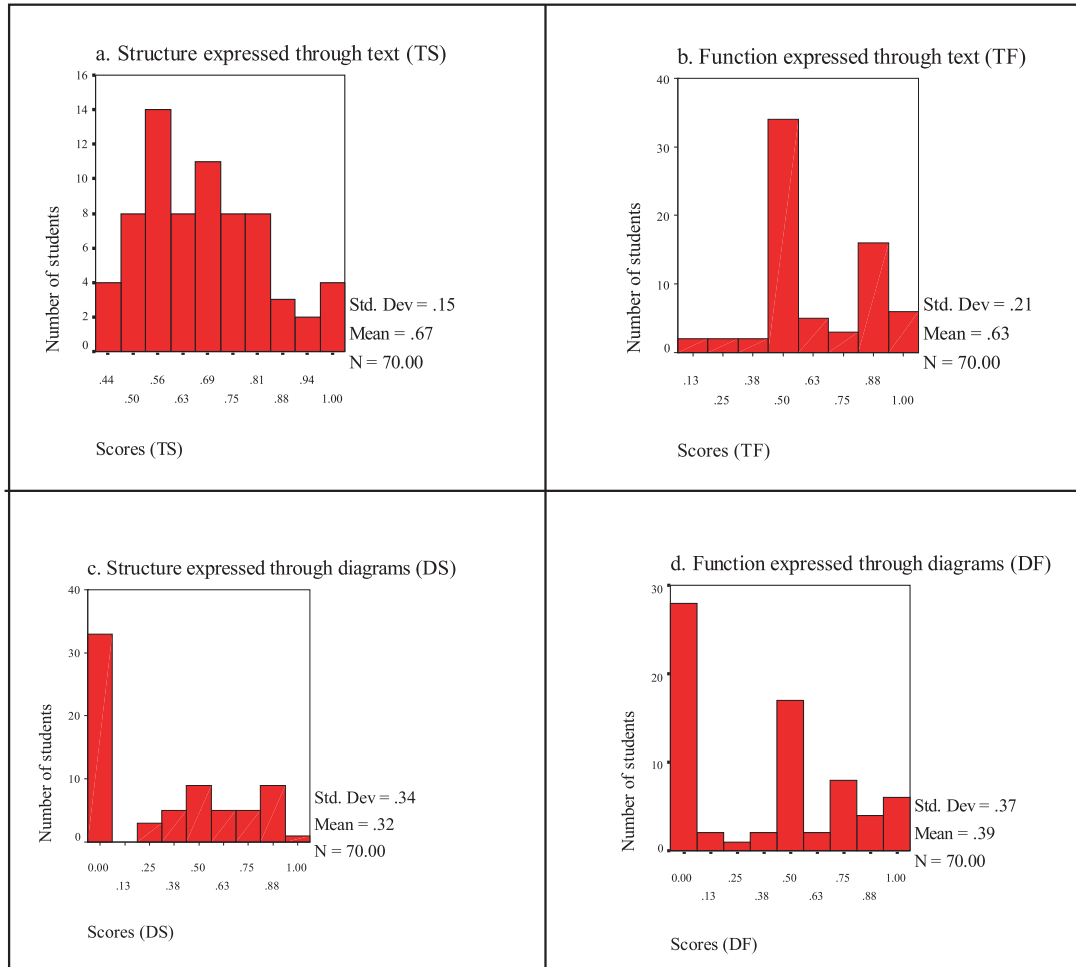 a. Structure expressed through text (TS)
16
14
12
10
8
6
4
2
0
Number of students
Std. Dev = .15
Mean = .67
N = 70.00
.44 .56 .69 .81 .94
.50 .63 .75 .88 1.00
Scores (TS)
b. Function expressed through text (TF)
40
30
20
10
0
Number of students
Std. Dev = .21
Mean = .63
N = 70.00
.13 .38 .63 .88
.25 .50 .75 1.00
Scores (TF)
c. Structure expressed through diagrams (DS)
40
30
20
10
0
Number of students
Std. Dev = .34
Mean = .32
N = 70.00
0.00 .25 .50 .75 1.00
.13 .38 .63 .88
Scores (DS)
d. Function expressed through diagrams (DF)
30
20
10
0
Number of students
Std. Dev = .37
Mean = .39
N = 70.00
0.00 .25 .50 .75 1.00
.13 .38 .63 .88
Scores (DF)